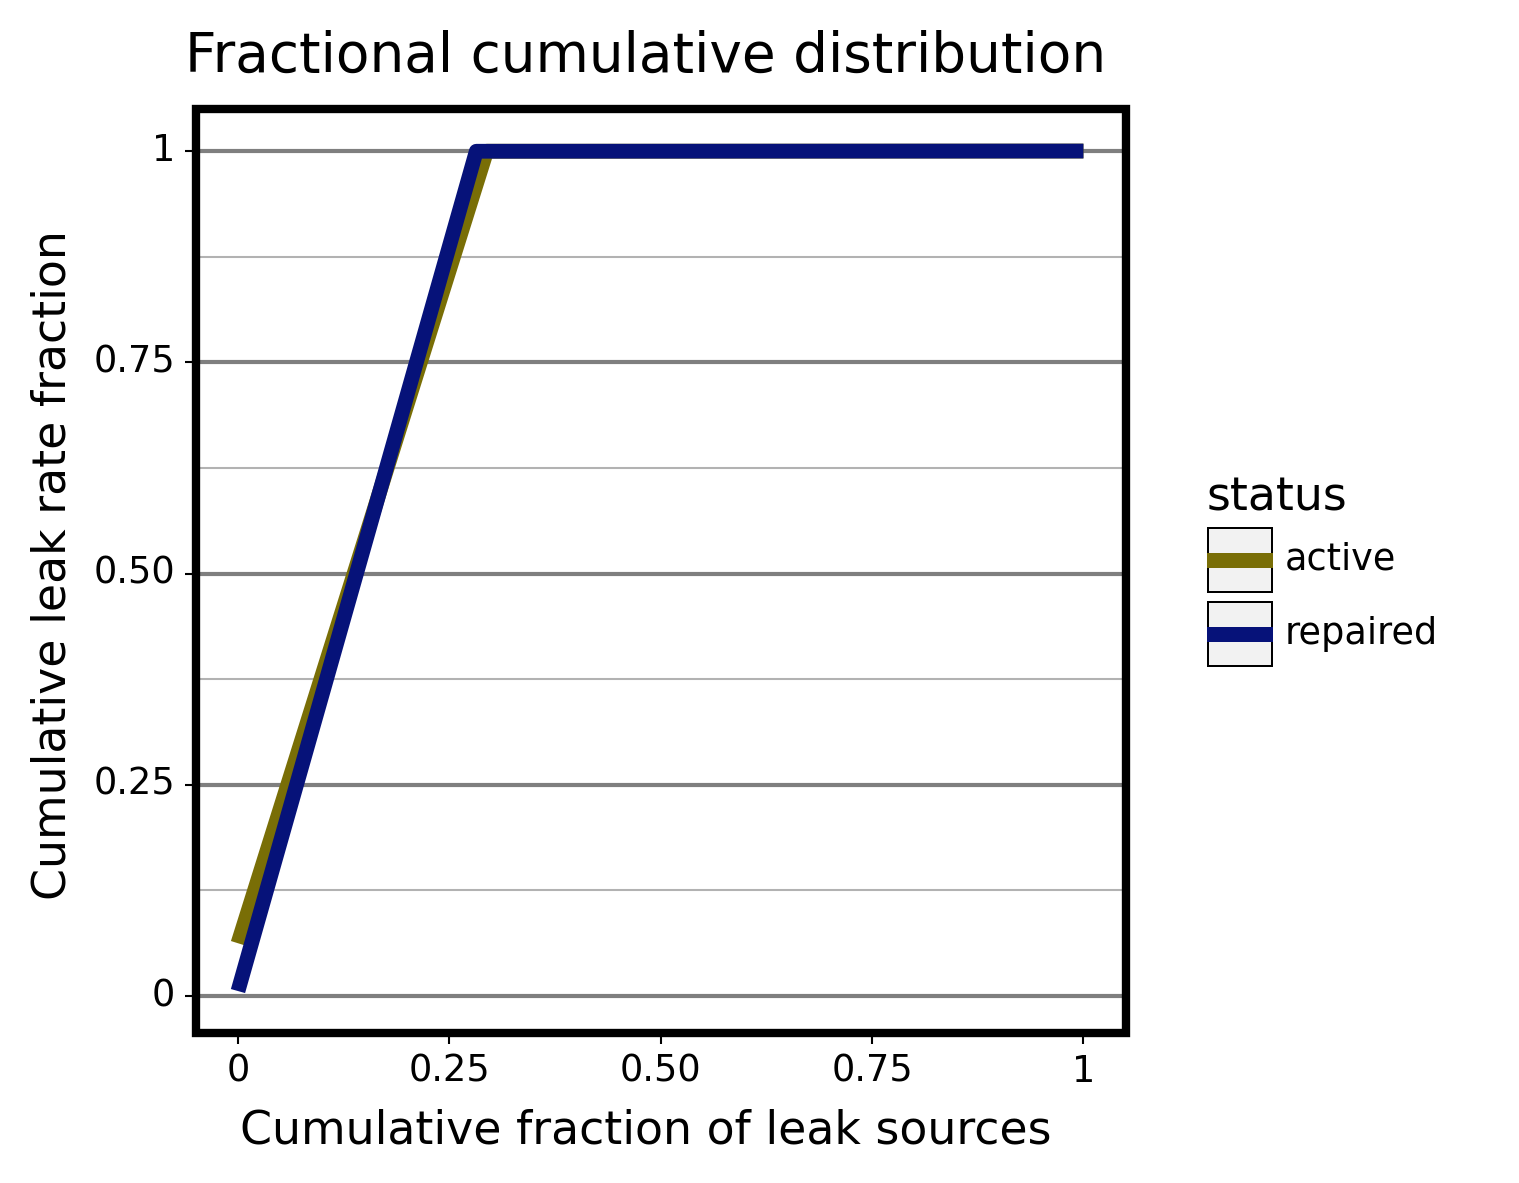 Fractional cumulative distribution
Cumulative leak rate fraction
1
0.75
0.50
0.25
0
0
0.25
0.50
0.75
1
Cumulative fraction of leak sources
status
active
repaired